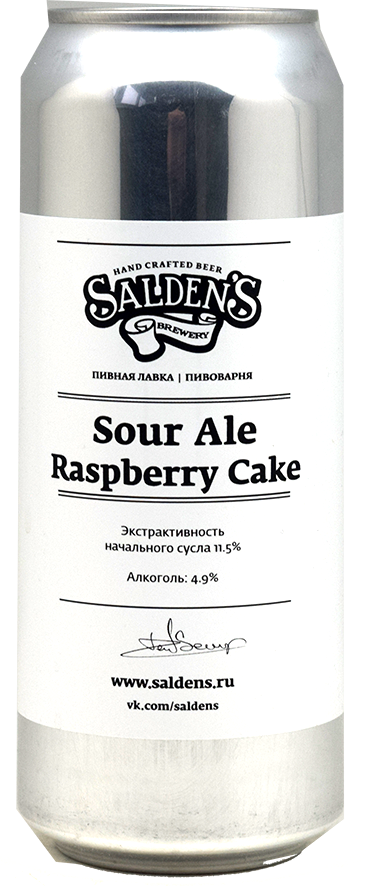 HAND CRAFTED BEER
SALDEN'S
BREWERY
ПИВНАЯ ЛАВКА | ПИВОВАРНЯ
Sour Ale
Raspberry Cake
Экстрактивность
начального сусла 11.5%
Алкоголь: 4.9%
www.saldens.ru
vk.com/saldens